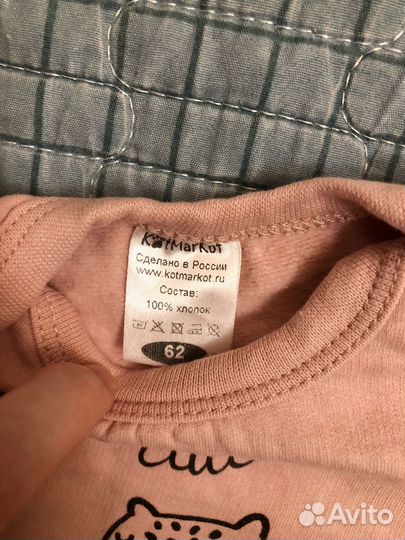 KotMarKot
Сделано в России
www.kotmarkot.ru
Состав:
100% хлопок
62
Avito